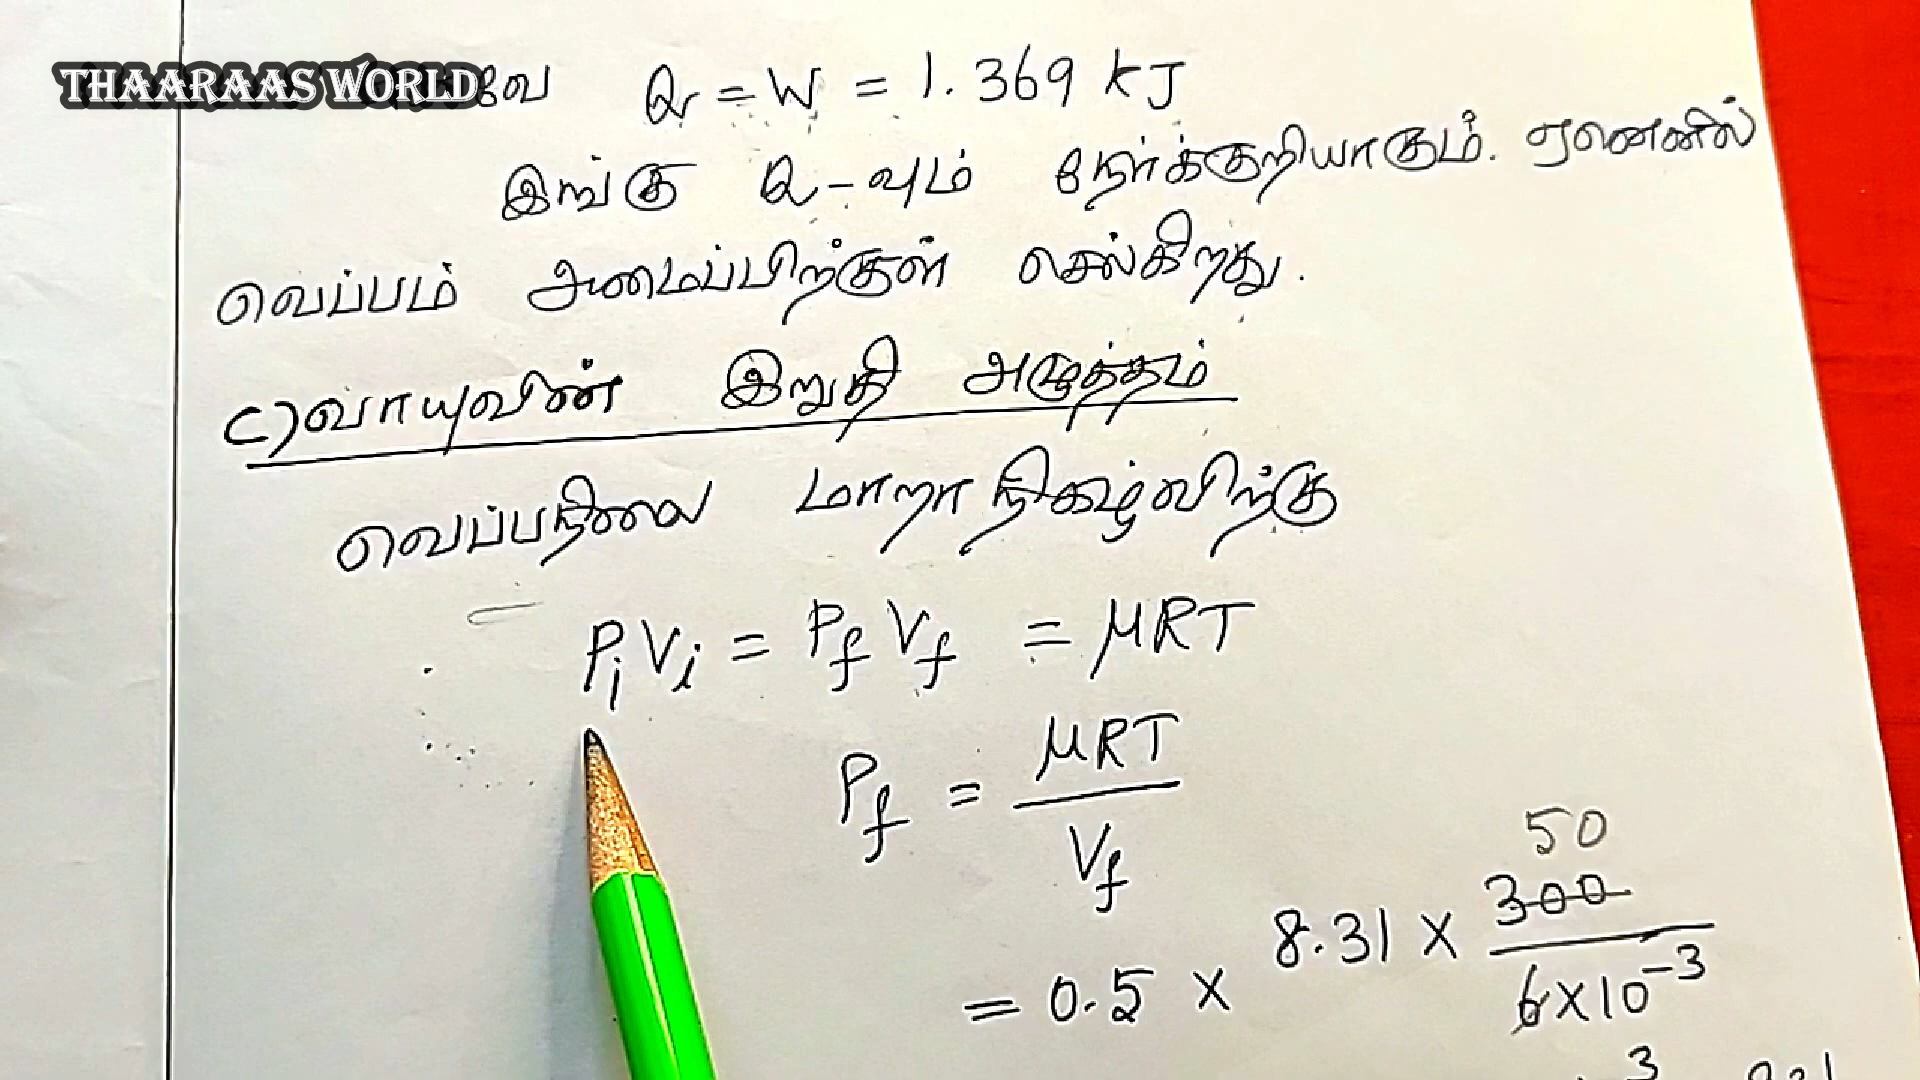 THAARAAS WORLD
வே Q = W = 1.369 KJ
இங்கு Q-வும் நேர்க்குறியாகும். ஏனெனில்
வெப்பம் அமைப்பிற்குள் செல்கிறது.
C) வாயுவின் இறுதி அழுத்தம்
வெப்பநிலை மாறா நிகழ்விற்கு
PiVi = PfVf = μRT
Pf = μRT / Vf
50
= 0.5 × 8.31 × 300 / 6×10⁻³
3